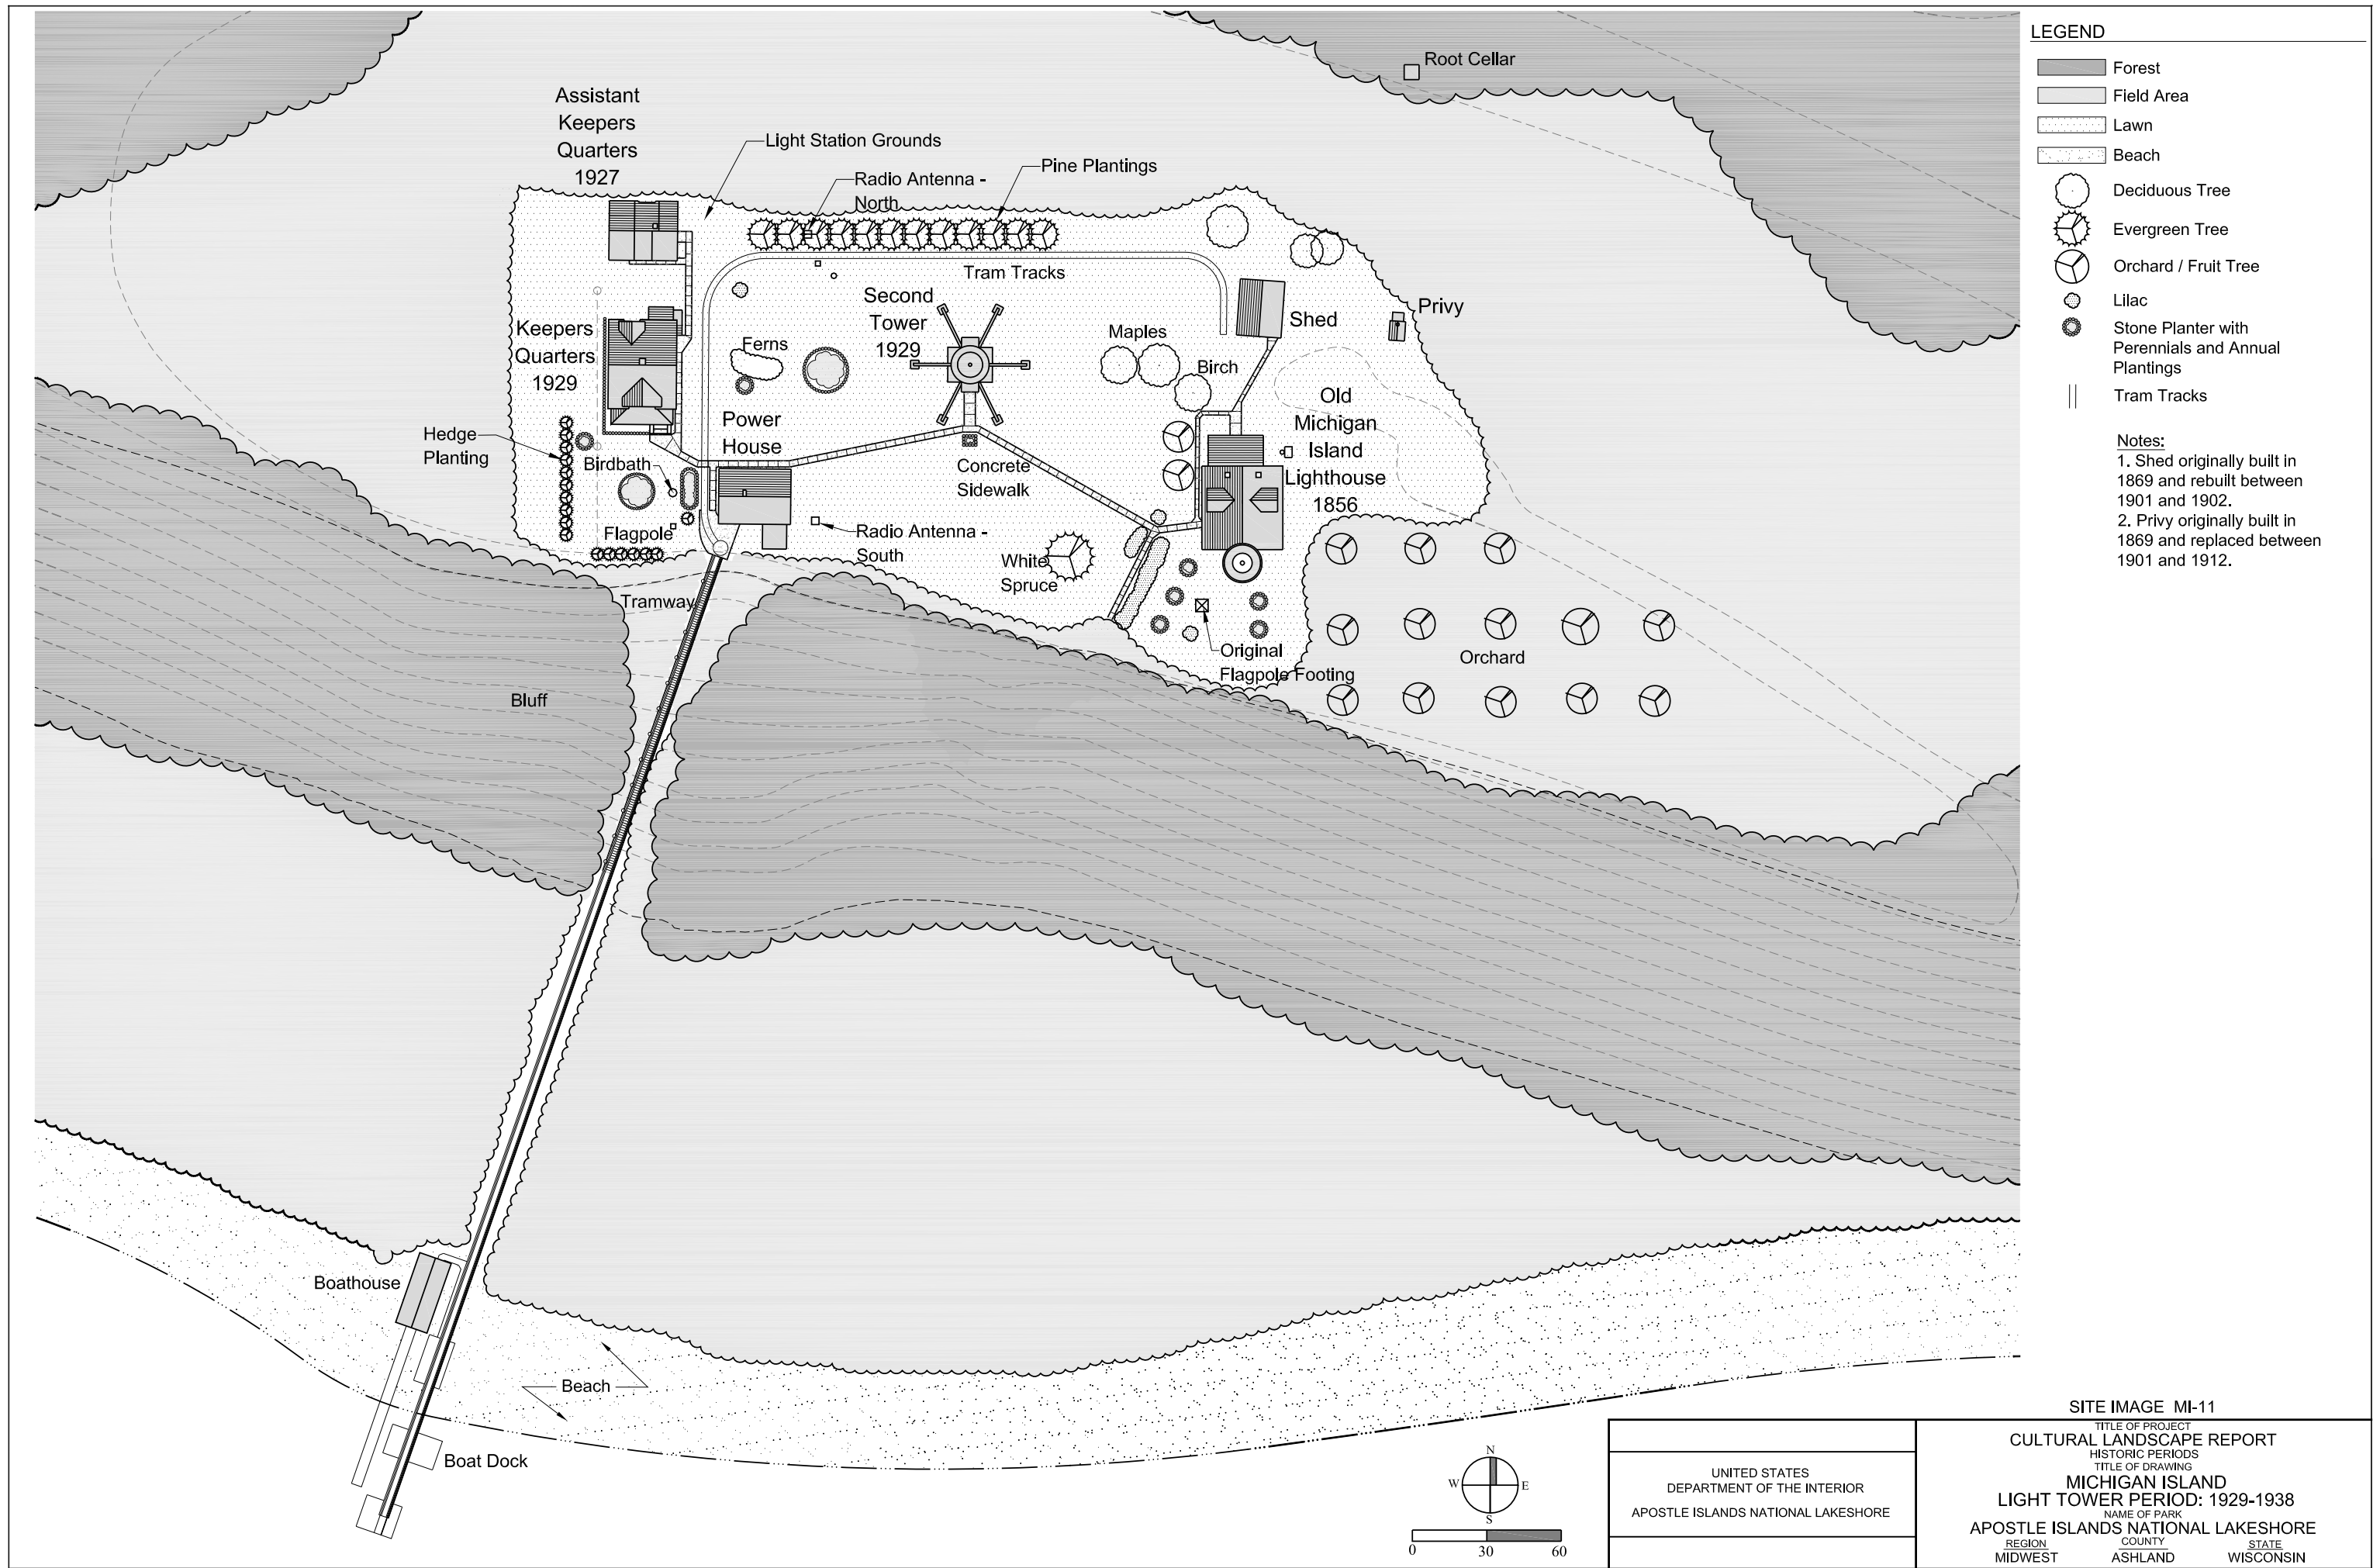 LEGEND
Forest
Field Area
Lawn
Beach
Deciduous Tree
Evergreen Tree
Orchard / Fruit Tree
Lilac
Stone Planter with
Perennials and Annual
Plantings
Tram Tracks
Notes:
1. Shed originally built in
1869 and rebuilt between
1901 and 1902.
2. Privy originally built in
1869 and replaced between
1901 and 1912.
Root Cellar
Assistant
Keepers
Quarters
1927
Light Station Grounds
Radio Antenna -
North
Pine Plantings
Tram Tracks
Second
Tower
1929
Keepers
Quarters
1929
Ferns
Maples
Birch
Shed
Privy
Old
Michigan
Island
Lighthouse
1856
Power
House
Hedge
Planting
Birdbath
Concrete
Sidewalk
Flagpole
Radio Antenna -
South
White
Spruce
Tramway
Original
Flagpole Footing
Orchard
Bluff
Boathouse
Beach
Boat Dock
N
W
E
S
0
30
60
UNITED STATES
DEPARTMENT OF THE INTERIOR
APOSTLE ISLANDS NATIONAL LAKESHORE
SITE IMAGE MI-11
TITLE OF PROJECT
CULTURAL LANDSCAPE REPORT
HISTORIC PERIODS
TITLE OF DRAWING
MICHIGAN ISLAND
LIGHT TOWER PERIOD: 1929-1938
NAME OF PARK
APOSTLE ISLANDS NATIONAL LAKESHORE
REGION COUNTY STATE
MIDWEST ASHLAND WISCONSIN